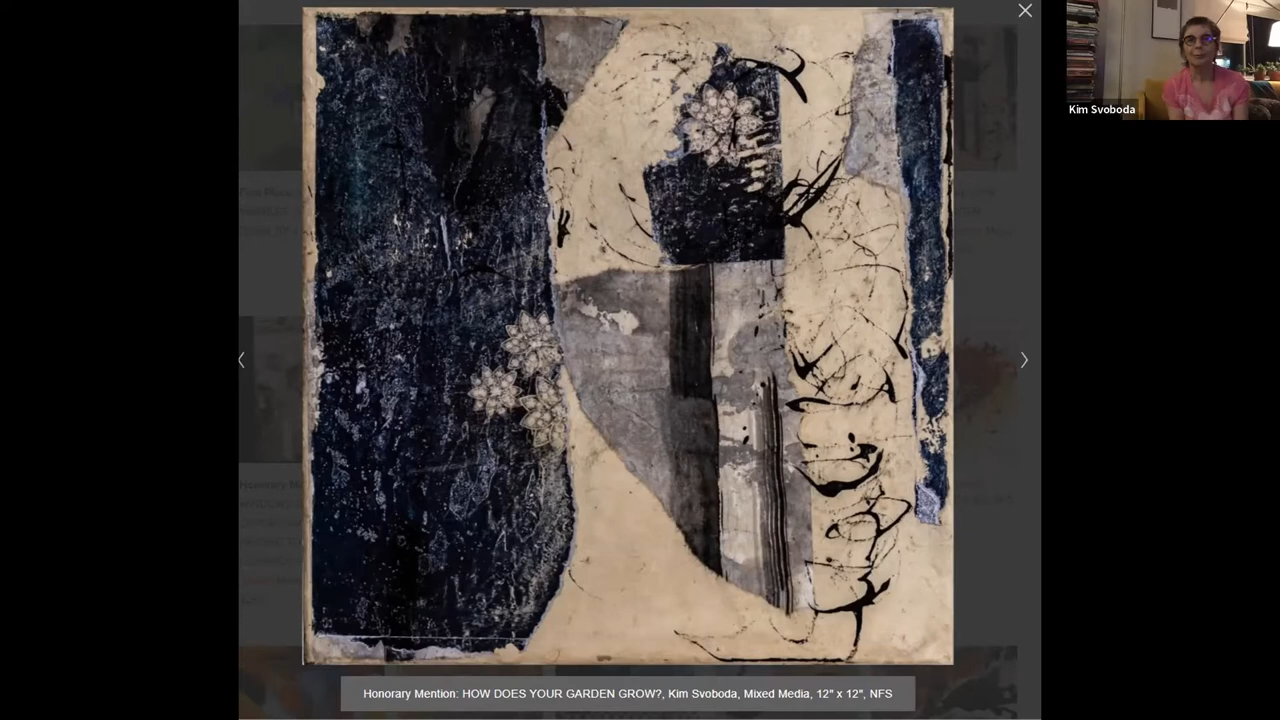 Kim Svoboda
Honorary Mention: HOW DOES YOUR GARDEN GROW?, Kim Svoboda, Mixed Media, 12" x 12", NFS